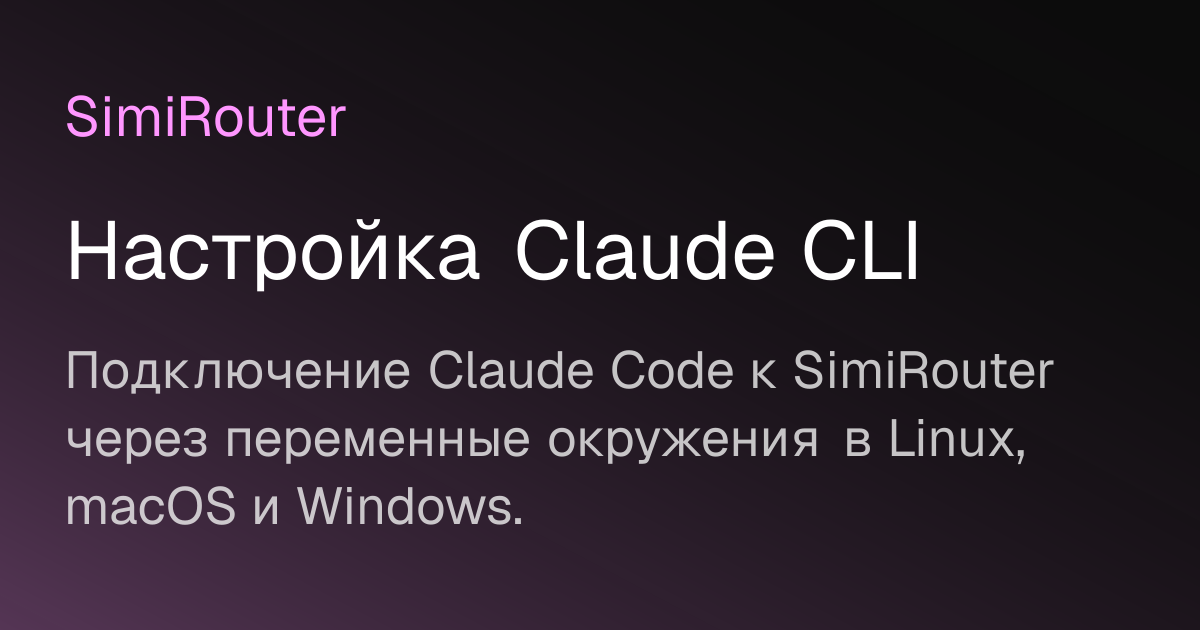 SimiRouter
Настройка Claude CLI
Подключение Claude Code к SimiRouter
через переменные окружения в Linux,
macOS и Windows.